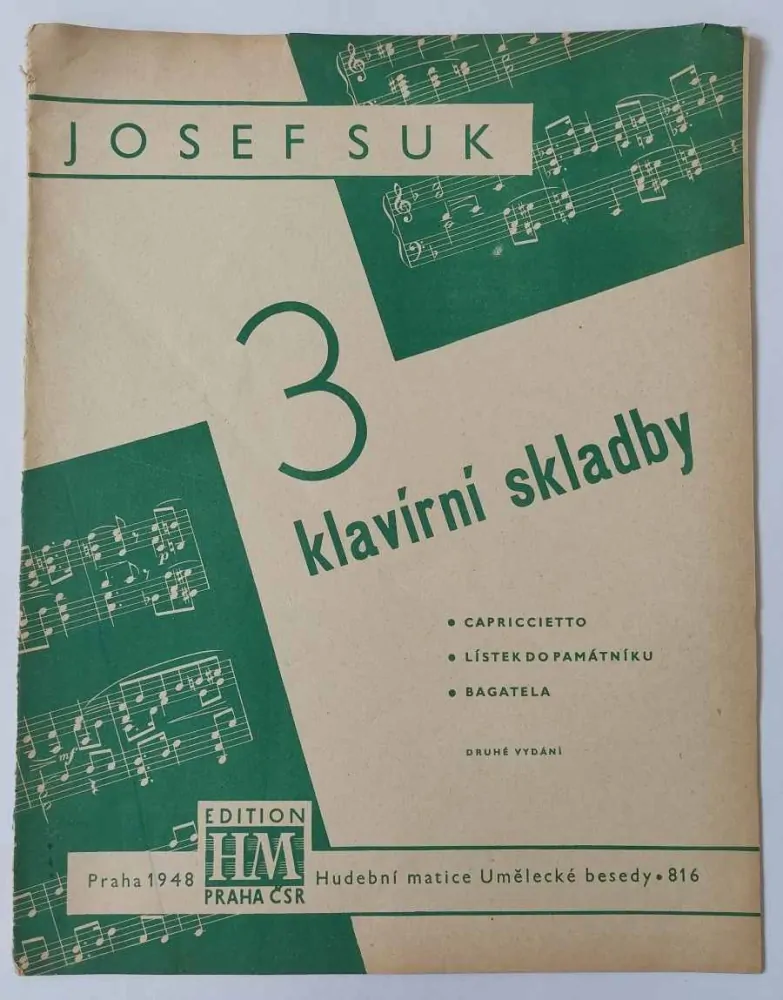 JOSEF SUK
3
klavírní skladby
• CAPRICCIETTO
• LÍSTEK DO PAMÁTNÍKU
• BAGATELA
DRUHÉ VYDÁNÍ
EDITION
HM
PRAHA ČSR
Praha 1948
Hudební matice Umělecké besedy • 816